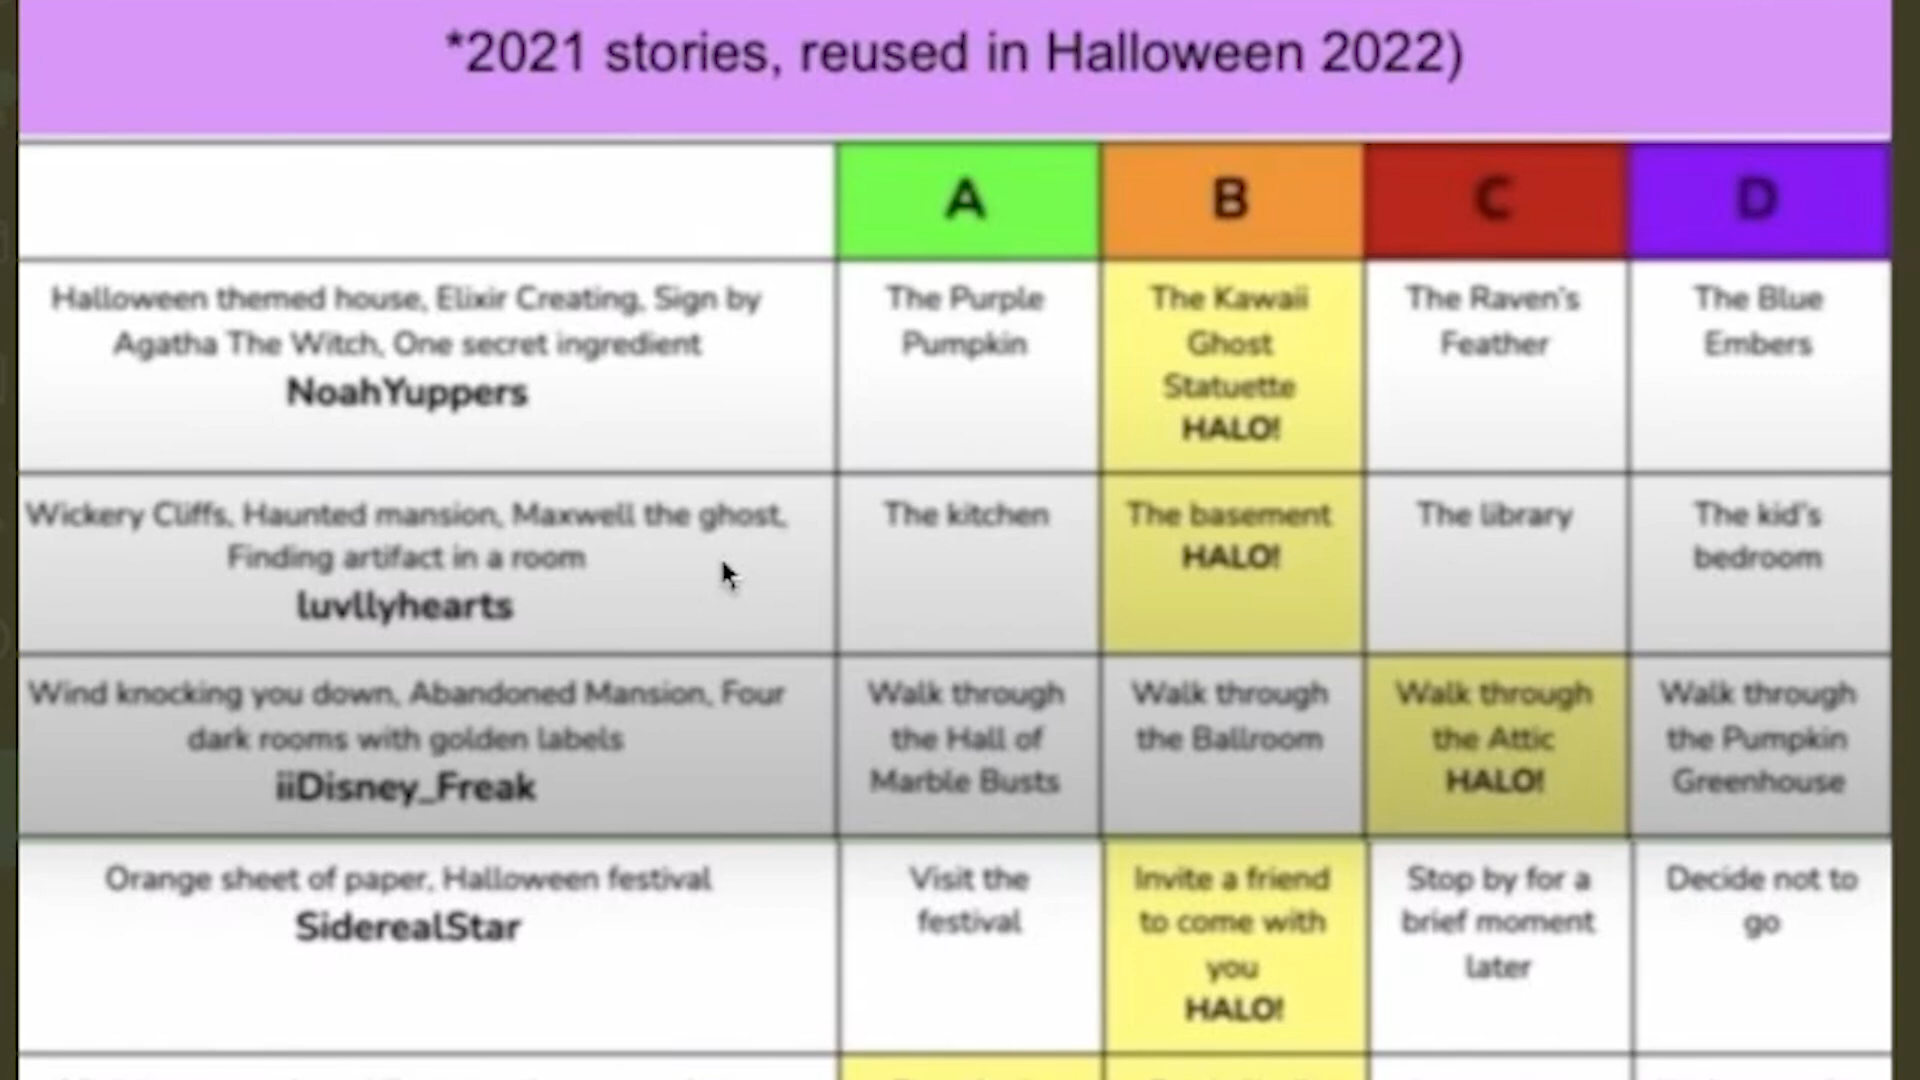 *2021 stories, reused in Halloween 2022)
A
B
C
D
Halloween themed house, Elixir Creating, Sign by
Agatha The Witch, One secret ingredient
NoahYuppers
The Purple
Pumpkin
The Kawaii
Ghost
Statuette
HALO!
The Raven's
Feather
The Blue
Embers
Wickery Cliffs, Haunted mansion, Maxwell the ghost,
Finding artifact in a room
luvllyhearts
The kitchen
The basement
HALO!
The library
The kid's
bedroom
Wind knocking you down, Abandoned Mansion, Four
dark rooms with golden labels
iiDisney_Freak
Walk through
the Hall of
Marble Busts
Walk through
the Ballroom
Walk through
the Attic
HALO!
Walk through
the Pumpkin
Greenhouse
Orange sheet of paper, Halloween festival
SiderealStar
Visit the
festival
Invite a friend
to come with
you
HALO!
Stop by for a
brief moment
later
Decide not to
go